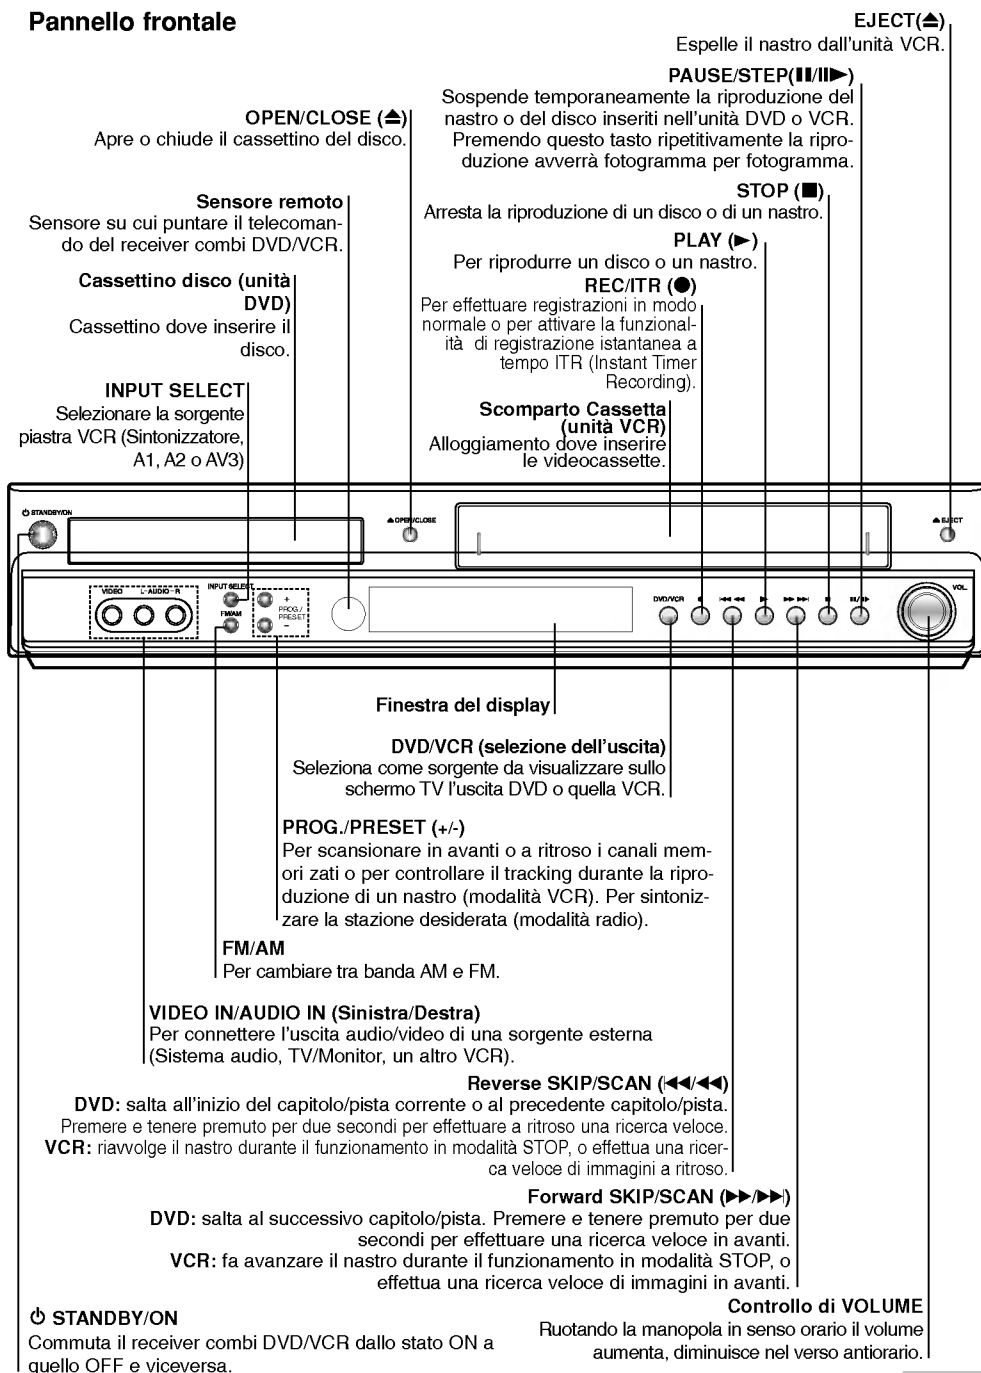 Pannello frontale
EJECT(⏏)
Espelle il nastro dall'unità VCR.
PAUSE/STEP(❚❚/❚❚▶)
Sospende temporaneamente la riproduzione del
nastro o del disco inseriti nell'unità DVD o VCR.
Premendo questo tasto ripetitivamente la ripro-
duzione avverrà fotogramma per fotogramma.
OPEN/CLOSE (⏏)
Apre o chiude il cassettino del disco.
STOP (■)
Arresta la riproduzione di un disco o di un nastro.
Sensore remoto
Sensore su cui puntare il telecoman-
do del receiver combi DVD/VCR.
PLAY (▶)
Per riprodurre un disco o un nastro.
Cassettino disco (unità
DVD)
Cassettino dove inserire il
disco.
REC/ITR (●)
Per effettuare registrazioni in modo
normale o per attivare la funzional-
ità di registrazione istantanea a
tempo ITR (Instant Timer
Recording).
INPUT SELECT
Selezionare la sorgente
piastra VCR (Sintonizzatore,
A1, A2 o AV3)
Scomparto Cassetta
(unità VCR)
Alloggiamento dove inserire
le videocassette.
⏻ STANDBY/ON
⏏ OPEN/CLOSE
⏏ EJECT
VIDEO L- AUDIO - R
INPUT SELECT
FM/AM
+
PROG./
PRESET
−
DVD/VCR ● |◀◀ ◀◀ ▶ ▶▶ ▶▶| ■ ❚❚/❚❚▶
VOL.
Finestra del display
DVD/VCR (selezione dell'uscita)
Seleziona come sorgente da visualizzare sullo
schermo TV l'uscita DVD o quella VCR.
PROG./PRESET (+/-)
Per scansionare in avanti o a ritroso i canali mem-
ori zati o per controllare il tracking durante la ripro-
duzione di un nastro (modalità VCR). Per sintoniz-
zare la stazione desiderata (modalità radio).
FM/AM
Per cambiare tra banda AM e FM.
VIDEO IN/AUDIO IN (Sinistra/Destra)
Per connettere l'uscita audio/video di una sorgente esterna
(Sistema audio, TV/Monitor, un altro VCR).
Reverse SKIP/SCAN (|◀◀/◀◀)
DVD: salta all'inizio del capitolo/pista corrente o al precedente capitolo/pista.
Premere e tenere premuto per due secondi per effettuare a ritroso una ricerca veloce.
VCR: riavvolge il nastro durante il funzionamento in modalità STOP, o effettua una ricer-
ca veloce di immagini a ritroso.
Forward SKIP/SCAN (▶▶/▶▶|)
DVD: salta al successivo capitolo/pista. Premere e tenere premuto per due
secondi per effettuare una ricerca veloce in avanti.
VCR: fa avanzare il nastro durante il funzionamento in modalità STOP, o
effettua una ricerca veloce di immagini in avanti.
⏻ STANDBY/ON
Commuta il receiver combi DVD/VCR dallo stato ON a
quello OFF e viceversa.
Controllo di VOLUME
Ruotando la manopola in senso orario il volume
aumenta, diminuisce nel verso antiorario.